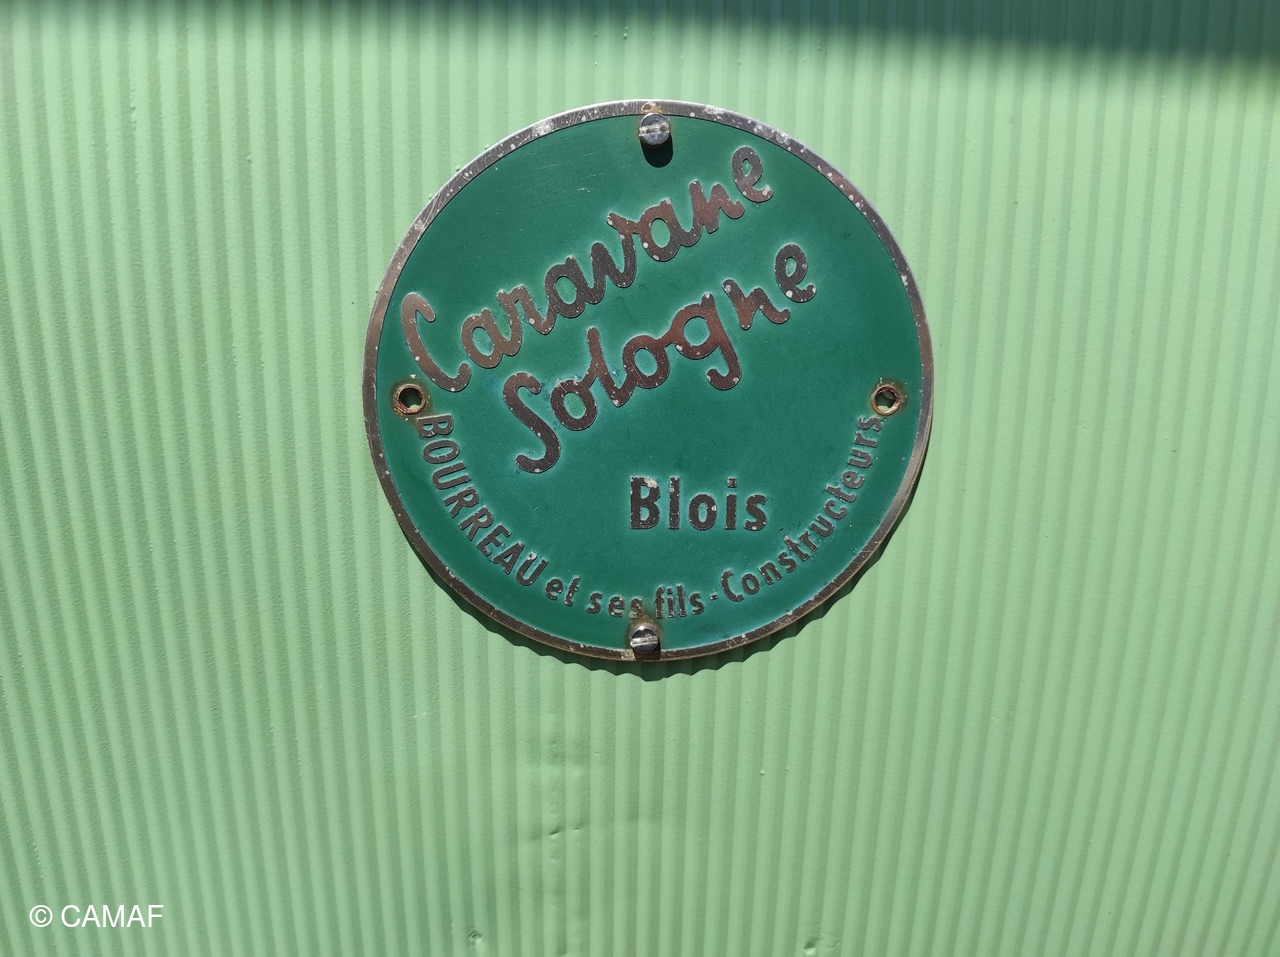 Caravane
Sologne
Blois
BOURREAU et ses fils - Constructeurs
© CAMAF